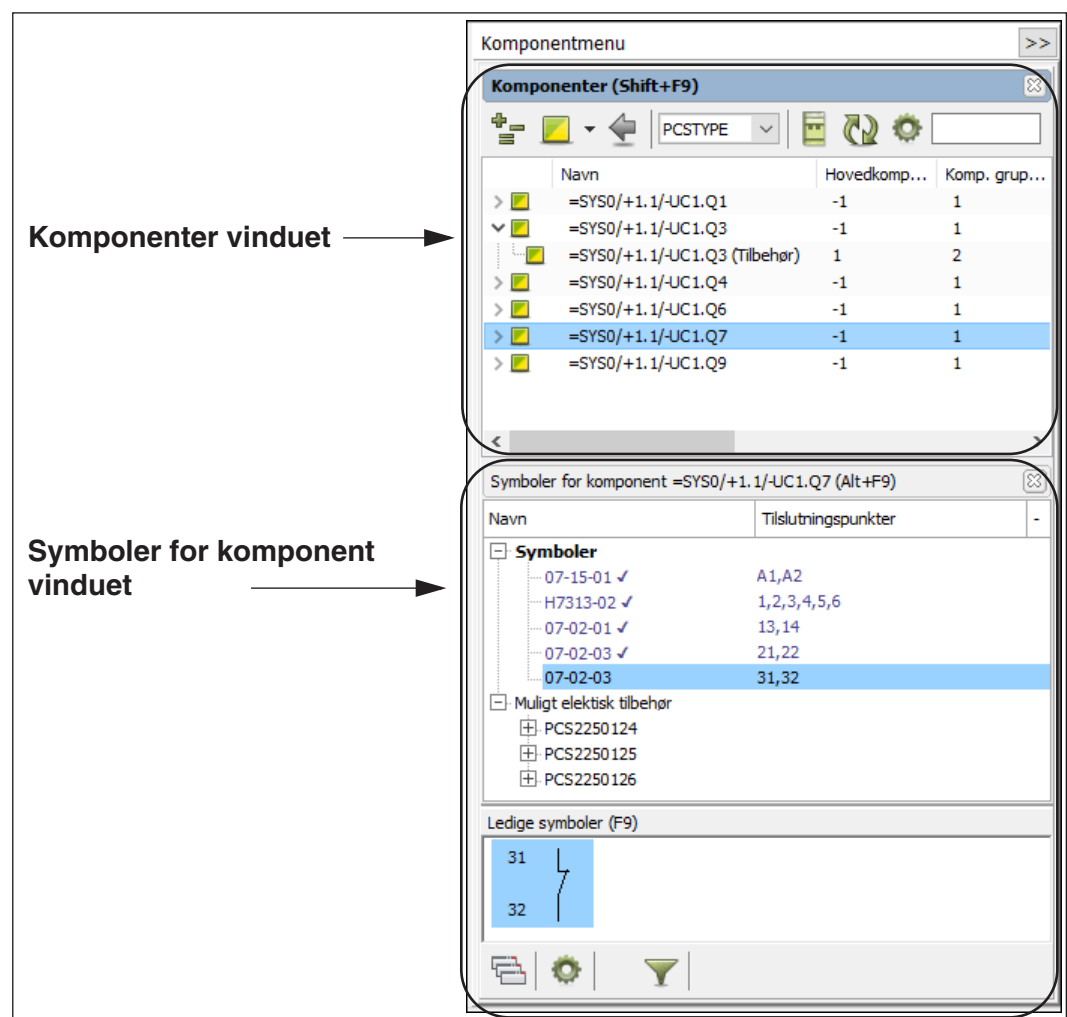 Komponentmenu >>
Komponenter (Shift+F9)
PCSTYPE
Navn Hovedkomp... Komp. grup...
=SYS0/+1.1/-UC1.Q1 -1 1
=SYS0/+1.1/-UC1.Q3 -1 1
=SYS0/+1.1/-UC1.Q3 (Tilbehør) 1 2
=SYS0/+1.1/-UC1.Q4 -1 1
=SYS0/+1.1/-UC1.Q6 -1 1
=SYS0/+1.1/-UC1.Q7 -1 1
=SYS0/+1.1/-UC1.Q9 -1 1
Komponenter vinduet
Symboler for komponent =SYS0/+1.1/-UC1.Q7 (Alt+F9)
Navn Tilslutningspunkter -
Symboler
07-15-01 ✓ A1,A2
H7313-02 ✓ 1,2,3,4,5,6
07-02-01 ✓ 13,14
07-02-03 ✓ 21,22
07-02-03 31,32
Muligt elektisk tilbehør
PCS2250124
PCS2250125
PCS2250126
Symboler for komponent
vinduet
Ledige symboler (F9)
31
32